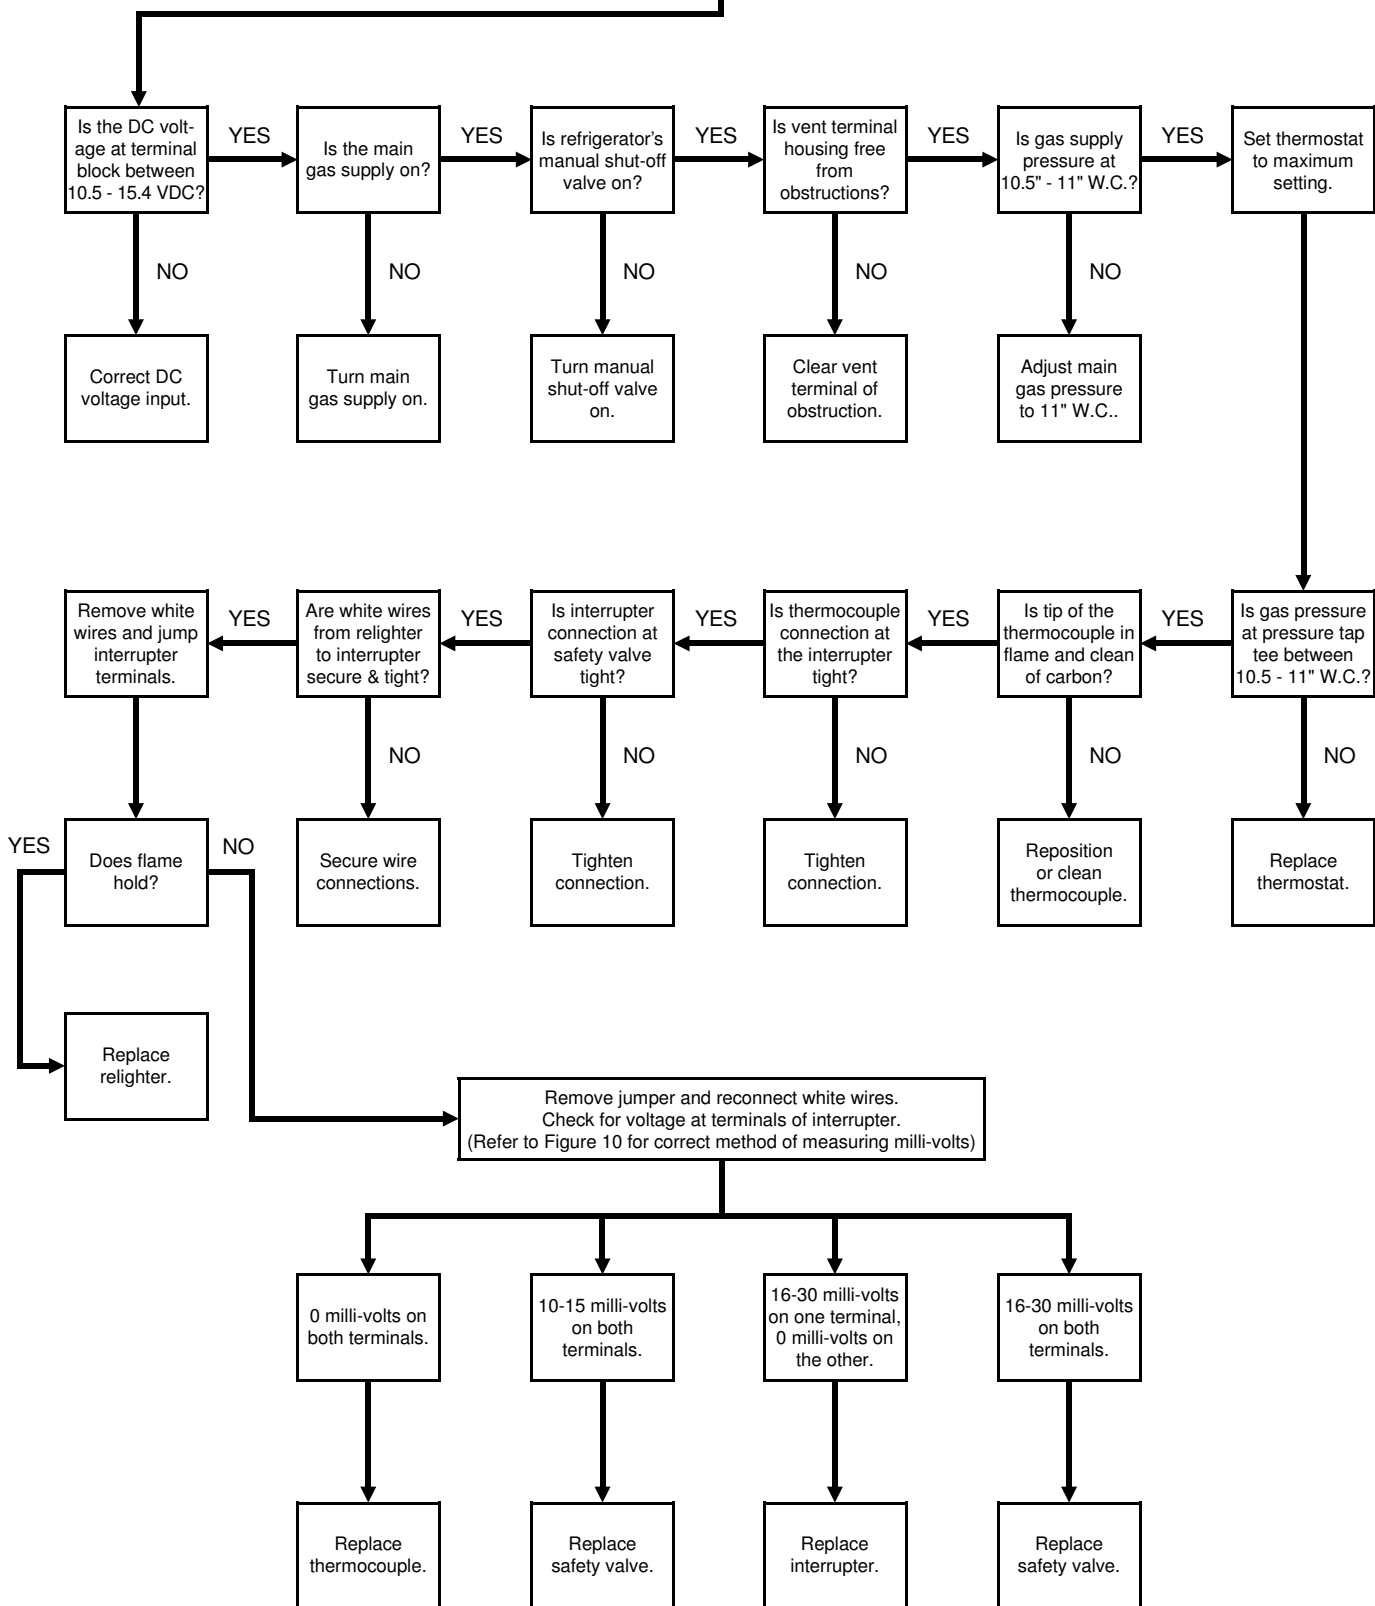 Is the DC volt-
age at terminal
block between
10.5 - 15.4 VDC?
YES
Is the main
gas supply on?
YES
Is refrigerator's
manual shut-off
valve on?
YES
Is vent terminal
housing free
from
obstructions?
YES
Is gas supply
pressure at
10.5" - 11" W.C.?
YES
Set thermostat
to maximum
setting.
NO
NO
NO
NO
NO
Correct DC
voltage input.
Turn main
gas supply on.
Turn manual
shut-off valve
on.
Clear vent
terminal of
obstruction.
Adjust main
gas pressure
to 11" W.C..
Remove white
wires and jump
interrupter
terminals.
YES
Are white wires
from relighter
to interrupter
secure & tight?
YES
Is interrupter
connection at
safety valve
tight?
YES
Is thermocouple
connection at
the interrupter
tight?
YES
Is tip of the
thermocouple in
flame and clean
of carbon?
YES
Is gas pressure
at pressure tap
tee between
10.5 - 11" W.C.?
NO
NO
NO
NO
NO
YES
Does flame
hold?
NO
Secure wire
connections.
Tighten
connection.
Tighten
connection.
Reposition
or clean
thermocouple.
Replace
thermostat.
Replace
relighter.
Remove jumper and reconnect white wires.
Check for voltage at terminals of interrupter.
(Refer to Figure 10 for correct method of measuring milli-volts)
0 milli-volts on
both terminals.
10-15 milli-volts
on both
terminals.
16-30 milli-volts
on one terminal,
0 milli-volts on
the other.
16-30 milli-volts
on both
terminals.
Replace
thermocouple.
Replace
safety valve.
Replace
interrupter.
Replace
safety valve.